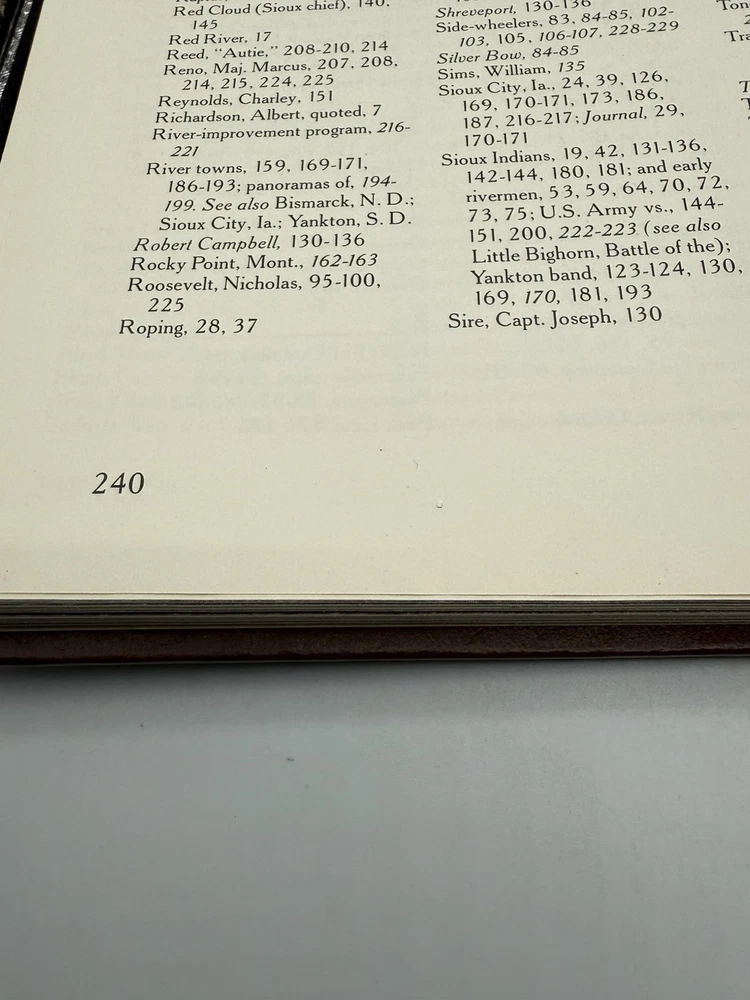 Red Cloud (Sioux chief), 140,
145
Red River, 17
Reed, "Autie," 208-210, 214
Reno, Maj. Marcus, 207, 208,
214, 215, 224, 225
Reynolds, Charley, 151
Richardson, Albert, quoted, 7
River-improvement program, 216-
221
River towns, 159, 169-171,
186-193; panoramas of, 194-
199. See also Bismarck, N. D.;
Sioux City, Ia.; Yankton, S. D.
Robert Campbell, 130-136
Rocky Point, Mont., 162-163
Roosevelt, Nicholas, 95-100,
225
Roping, 28, 37
Shreveport, 130-136
Side-wheelers, 83, 84-85, 102-
103, 105, 106-107, 228-229
Silver Bow, 84-85
Sims, William, 135
Sioux City, Ia., 24, 39, 126,
169, 170-171, 173, 186,
187, 216-217; Journal, 29,
170-171
Sioux Indians, 19, 42, 131-136,
142-144, 180, 181; and early
rivermen, 53, 59, 64, 70, 72,
73, 75; U.S. Army vs., 144-
151, 200, 222-223 (see also
Little Bighorn, Battle of the);
Yankton band, 123-124, 130,
169, 170, 181, 193
Sire, Capt. Joseph, 130
240